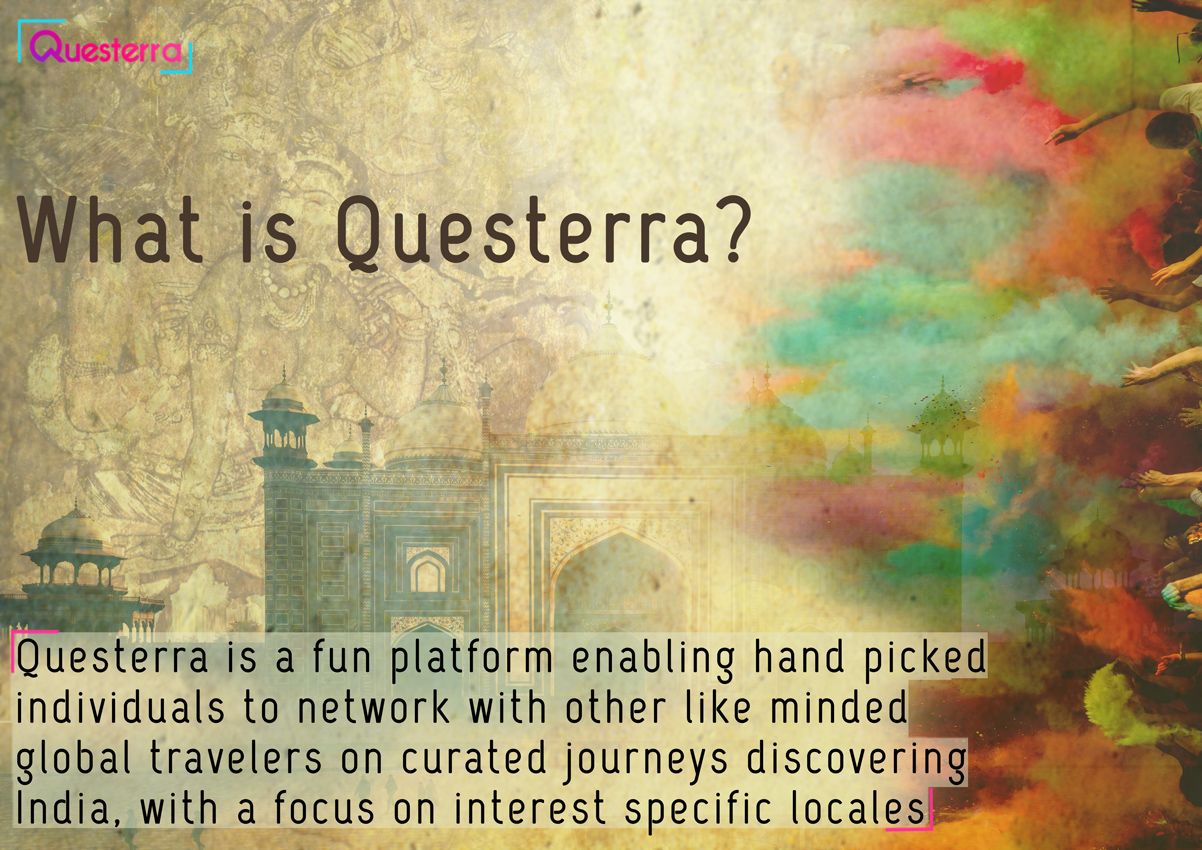 Questerra
What is Questerra?
Questerra is a fun platform enabling hand picked
individuals to network with other like minded
global travelers on curated journeys discovering
India, with a focus on interest specific locales